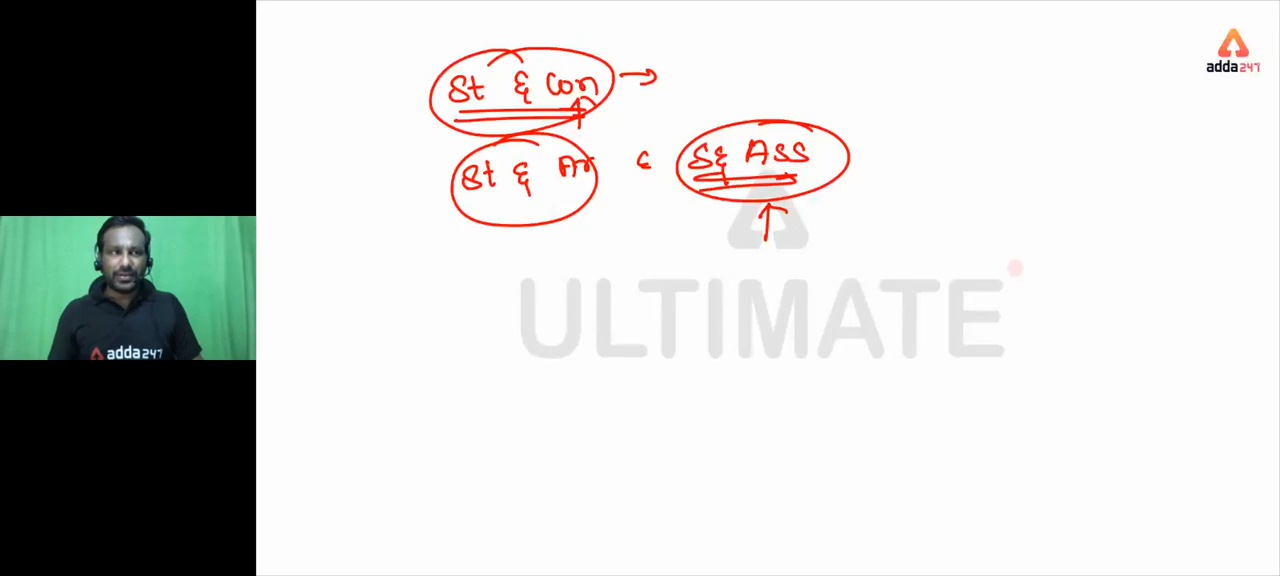 adda247
St & Con →
St & Ar & S& ASS
ULTIMATE
adda247